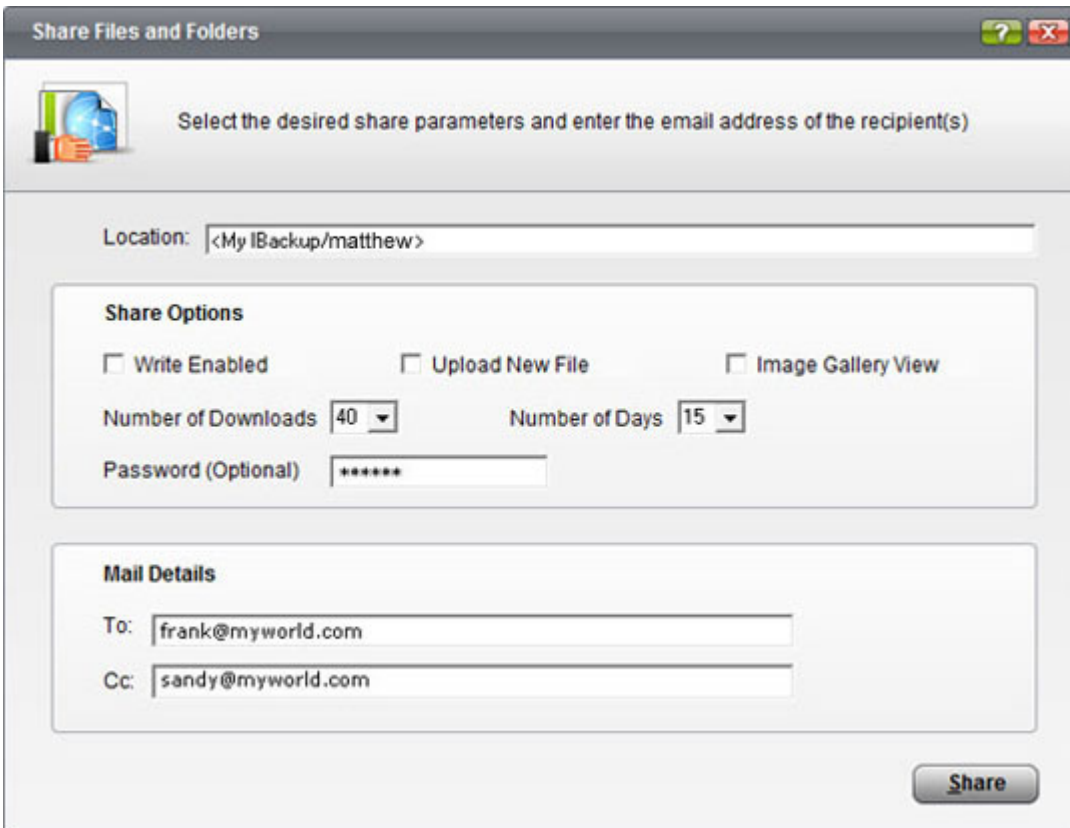 Share Files and Folders
?
X
Select the desired share parameters and enter the email address of the recipient(s)
Location: <My IBackup/matthew>
Share Options
Write Enabled Upload New File Image Gallery View
Number of Downloads 40 Number of Days 15
Password (Optional) ******
Mail Details
To: frank@myworld.com
Cc: sandy@myworld.com
Share